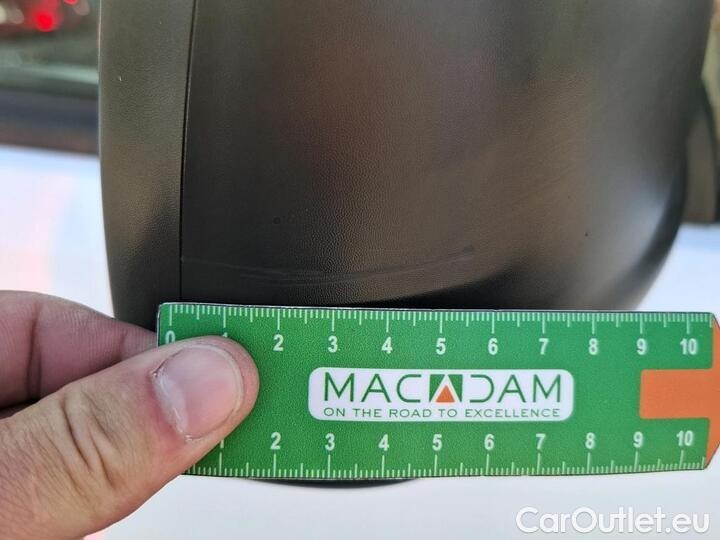 0 1 2 3 4 5 6 7 8 9 10
MACADAM
ON THE ROAD TO EXCELLENCE
2 3 4 5 6 7 8 9 10
CarOutlet.eu